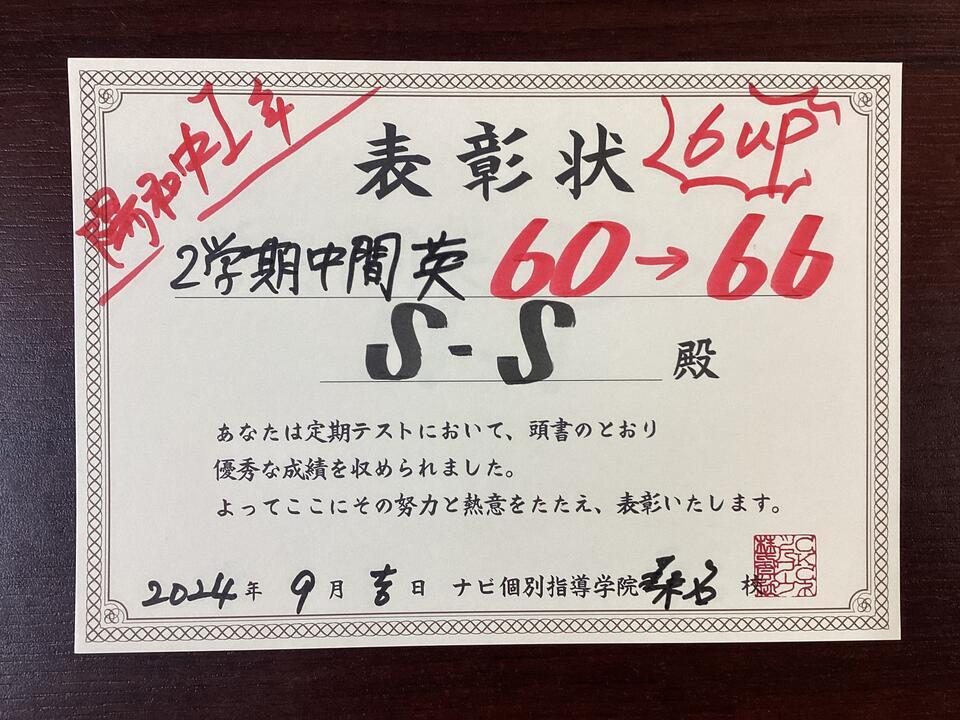 陽和中1年
表彰状
6up
2学期中間 英 60→66
S-S 殿
あなたは定期テストにおいて、頭書のとおり
優秀な成績を収められました。
よってここにその努力と熱意をたたえ、表彰いたします。
2024年 9月 吉日 ナビ個別指導学院 桑名 校